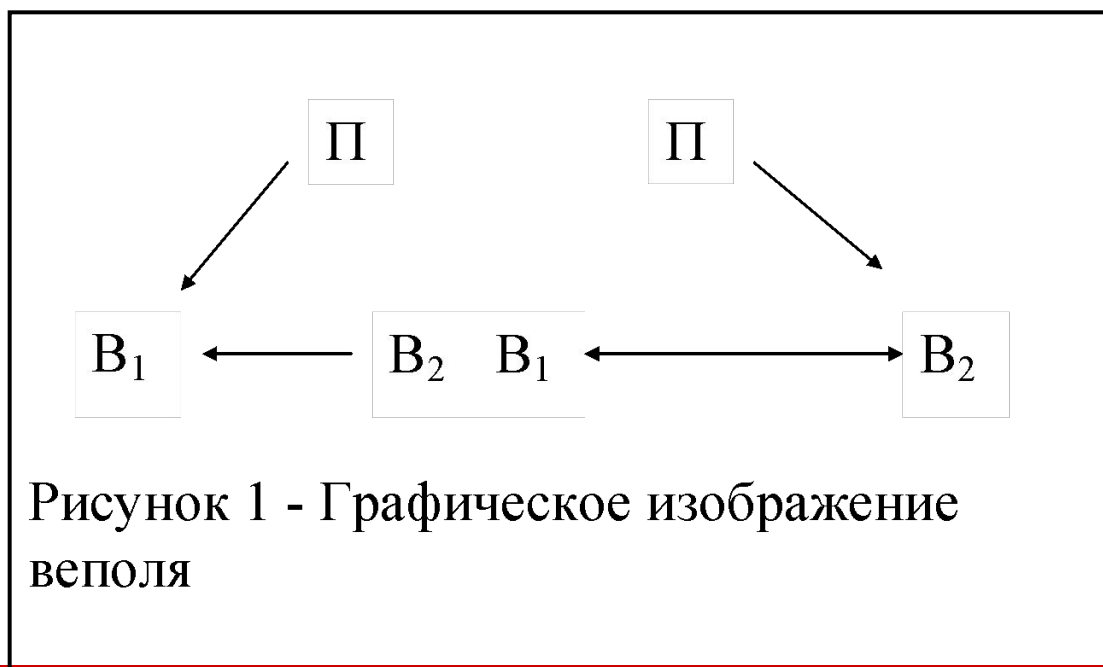 П П
В₁ В₂ В₁ В₂
Рисунок 1 - Графическое изображение
веполя